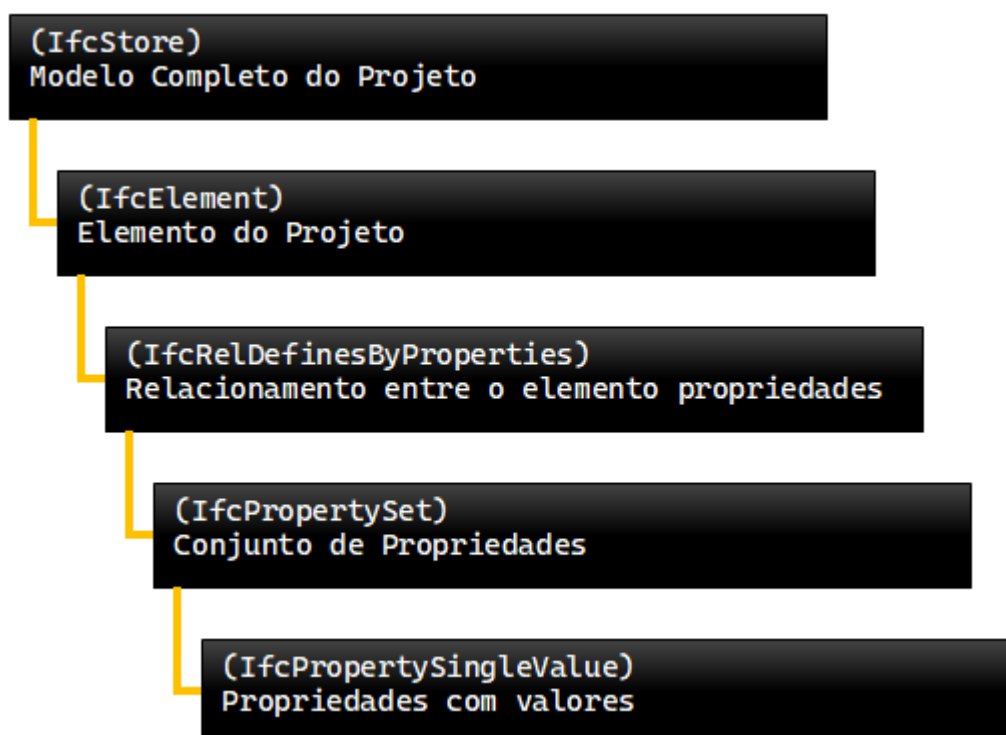 (IfcStore)
Modelo Completo do Projeto
(IfcElement)
Elemento do Projeto
(IfcRelDefinesByProperties)
Relacionamento entre o elemento propriedades
(IfcPropertySet)
Conjunto de Propriedades
(IfcPropertySingleValue)
Propriedades com valores